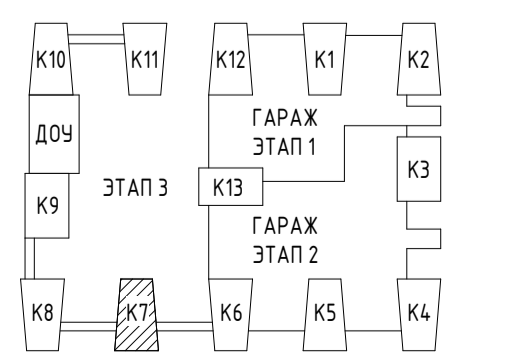 К10
К11
К12
К1
К2
ГАРАЖ
ЭТАП 1
ДОУ
К3
ЭТАП 3
К13
К9
ГАРАЖ
ЭТАП 2
К8
К7
К6
К5
К4